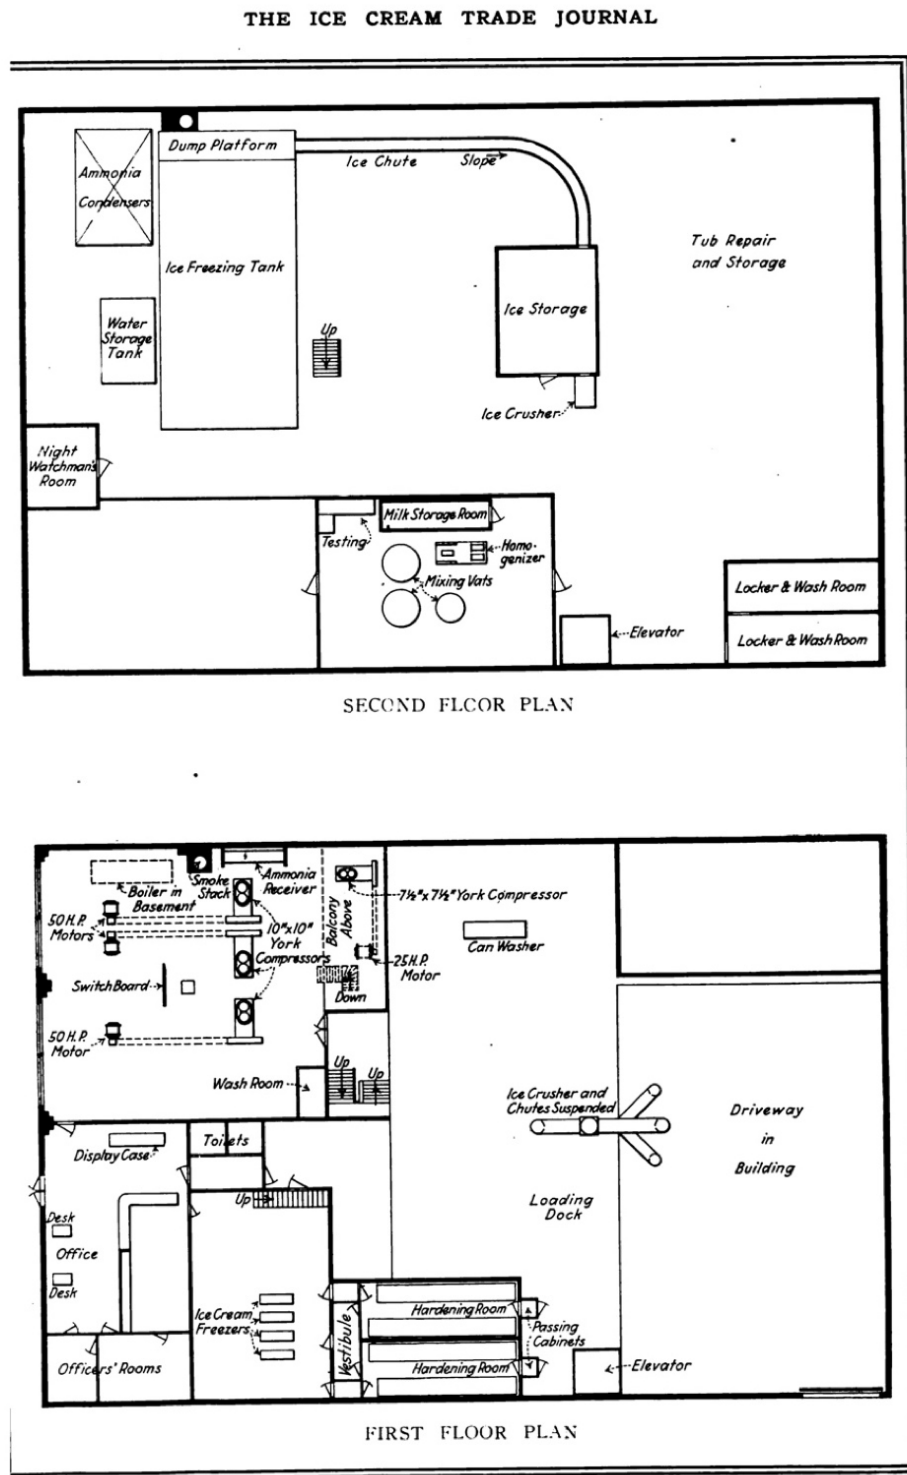 THE ICE CREAM TRADE JOURNAL
Dump Platform
Ice Chute
Slope
Ammonia
Condensers
Tub Repair
and Storage
Ice Freezing Tank
Ice Storage
Water
Storage
Tank
Up
Ice Crusher
Night
Watchman's
Room
Milk Storage Room
Testing
Homo-
genizer
Mixing Vats
Locker & Wash Room
Elevator
Locker & Wash Room
SECOND FLOOR PLAN
Smoke
Stack
Ammonia
Receiver
Boiler in
Basement
7½"x7½" York Compressor
Balcony
Above
50 H.P.
Motors
10"x10"
York
Compressors
Can Washer
25 H.P.
Motor
Switch Board
Down
50 H.P.
Motor
Up
Up
Wash Room
Ice Crusher and
Chutes Suspended
Driveway
in
Building
Toilets
Display Case
Up
Loading
Dock
Desk
Office
Desk
Ice Cream
Freezers
Vestibule
Hardening Room
Passing
Cabinets
Hardening Room
Officers' Rooms
Elevator
FIRST FLOOR PLAN